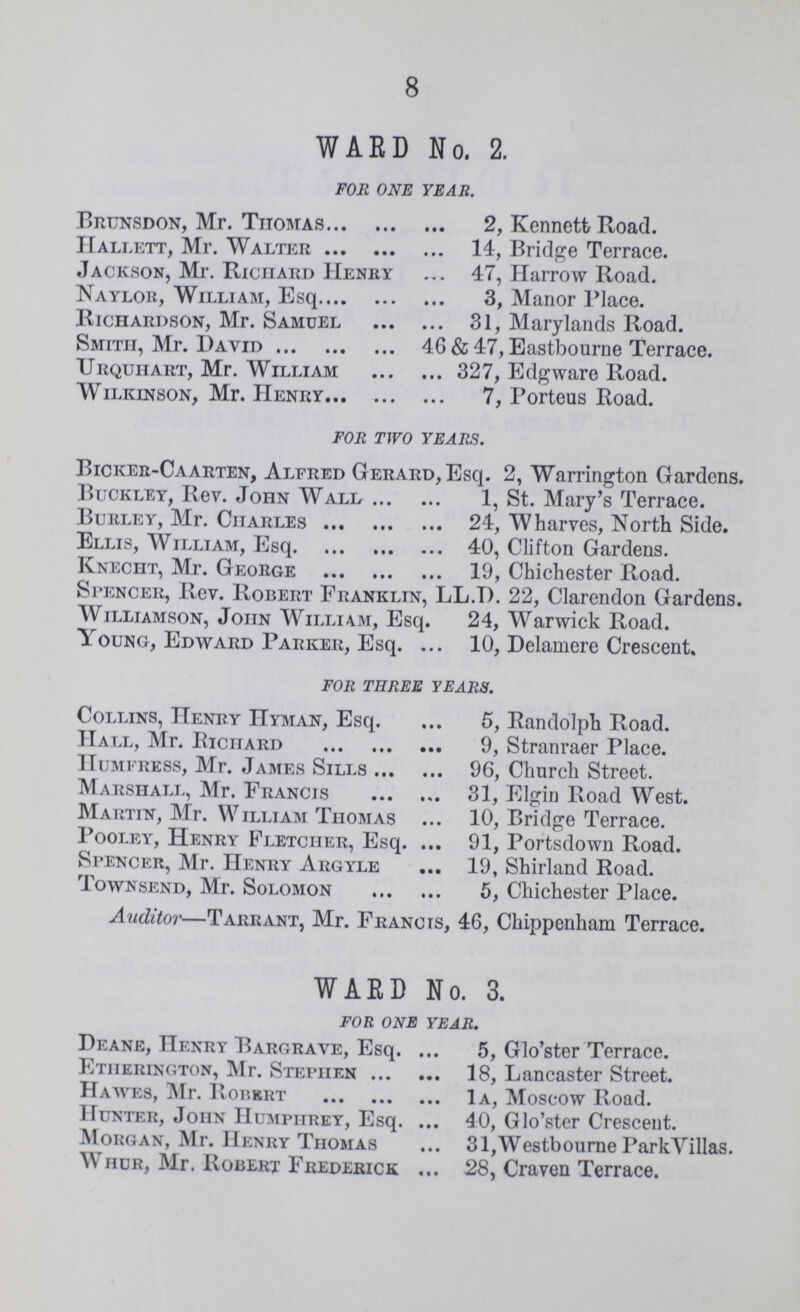 8
WARD No. 2.
FOR ONE YEAR.
BRUNSDON, Mr. THOMAS... ... ... 2, Kennett Road.
HALLETT, Mr. WALTER ... ... ... 14, Bridge Terrace.
JACKSON, Mr. RICHARD HENRY ... 47, Harrow Road.
NAYLOR, WILLIAM, Esq.... ... ... 3, Manor Place.
RICHARDSON, Mr. SAMUEL ... ... 31, Marylands Road.
SMITH, Mr. DAVID ... ... ... 46 & 47, Eastbourne Terrace.
URQUHART, Mr. WILLIAM ... ... 327, Edgware Road.
WILKINSON, Mr. HENRY... ... ... 7, Porteus Road.
FOR TWO YEARS.
BICKER-CAARTEN, ALFRED GERARD, Esq. 2, Warrington Gardens.
BUCKLEY, Rev. JOHN WALL ... ... 1, St. Mary's Terrace.
BURLEY, Mr. CHARLES ... ... ... 24, Wharves, North Side.
ELLIS, WILLIAM, Esq. ... ... ... 40, Clifton Gardens.
KNECHT, Mr. GEORGE ... ... ... 19, Chichester Road.
SPENCER, Rev. ROBERT FRANKLIN, LL.D. 22, Clarendon Gardens.
WILLIAMSON, JOHN WILLIAM, Esq. 24, Warwick Road.
YOUNG, EDWARD PARKER, Esq. ... 10, Delamere Crescent.
FOR THREE YEARS.
COLLINS, HENRY HYMAN, Esq. ... 5, Randolph Road.
HALL, Mr. RICHARD ... ... ... 9, Stranraer Place.
HUMFRESS, Mr. JAMES SILLS ... ... 96, Church Street.
MARSHALL, Mr. FRANCIS ... ... 31, Elgin Road West.
MARTIN, Mr. WILLIAM THOMAS ... 10, Bridge Terrace.
POOLEY, HENRY FLETCHER, Esq. ... 91, Portsdown Road.
SPENCER, Mr. HENRY ARGYLE ... 19, Shirland Road.
TOWNSEND, Mr. SOLOMON ... ... 5, Chichester Place.
Auditor—TARRANT, Mr. FRANCIS, 46, Chippenham Terrace.
WARD No. 3.
FOR ONE YEAR.
DEANE, HENRY BARGRAVE, Esq. ... 5, Glo'ster Terrace.
ETHERINGTON, Mr. STEPHEN ... ... 18, Lancaster Street.
HAWES, Mr. ROBERT ... ... ... 1A, Moscow Road.
HUNTER, JOHN HUMPHREY, Esq. ... 40, Glo'ster Crescent.
MORGAN, Mr. HENRY THOMAS ... 31, Westbourne Park Villas.
WHUR, Mr. ROBERT FREDERICK ... 28, Craven Terrace.